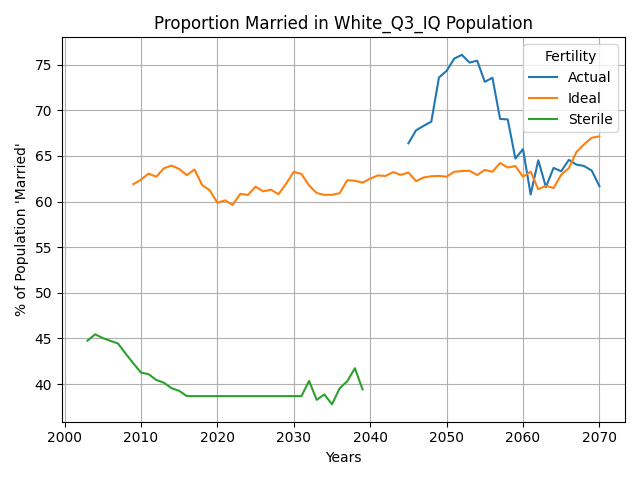 Proportion Married in White_Q3_IQ Population
% of Population 'Married'
75
70
65
60
55
50
45
40
Fertility
Actual
Ideal
Sterile
2000 2010 2020 2030 2040 2050 2060 2070
Years